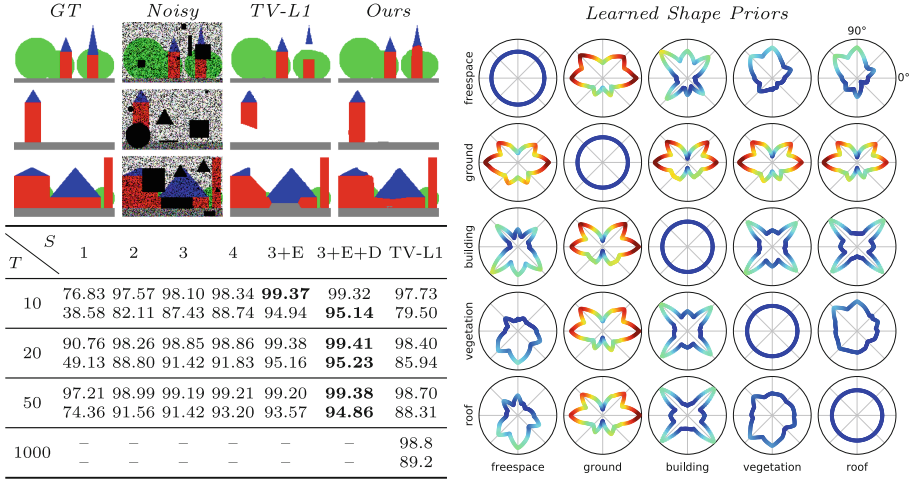 GT Noisy TV-L1 Ours
S
T
1 2 3 4 3+E 3+E+D TV-L1
10
76.83 97.57 98.10 98.34 99.37 99.32 97.73
38.58 82.11 87.43 88.74 94.94 95.14 79.50
20
90.76 98.26 98.85 98.86 99.38 99.41 98.40
49.13 88.80 91.42 91.83 95.16 95.23 85.94
50
97.21 98.99 99.19 99.21 99.20 99.38 98.70
74.36 91.56 91.42 93.20 93.57 94.86 88.31
1000
– – – – – – 98.8
– – – – – – 89.2
Learned Shape Priors
90°
0°
freespace
ground
building
vegetation
roof
freespace ground building vegetation roof